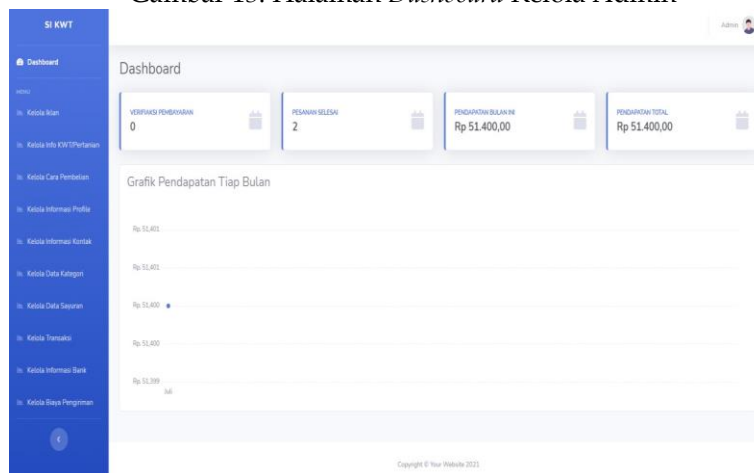 Gambar 13. Halaman Dashboard Kelola Admin
SI KWT
Admin
Dashboard
MENU
Kelola Iklan
Kelola Info KWT/Pertanian
Kelola Cara Pembelian
Kelola Informasi Profile
Kelola Informasi Kontak
Kelola Data Kategori
Kelola Data Sayuran
Kelola Transaksi
Kelola Informasi Bank
Kelola Biaya Pengiriman
Dashboard
VERIFIAKSI PEMBAYARAN
0
PESANAN SELESAI
2
PENDAPATAN BULAN INI
Rp 51.400,00
PENDAPATAN TOTAL
Rp 51.400,00
Grafik Pendapatan Tiap Bulan
Rp. 51,401
Rp. 51,401
Rp. 51,400
Rp. 51,400
Rp. 51,399
Juli
Copyright © Your Website 2021